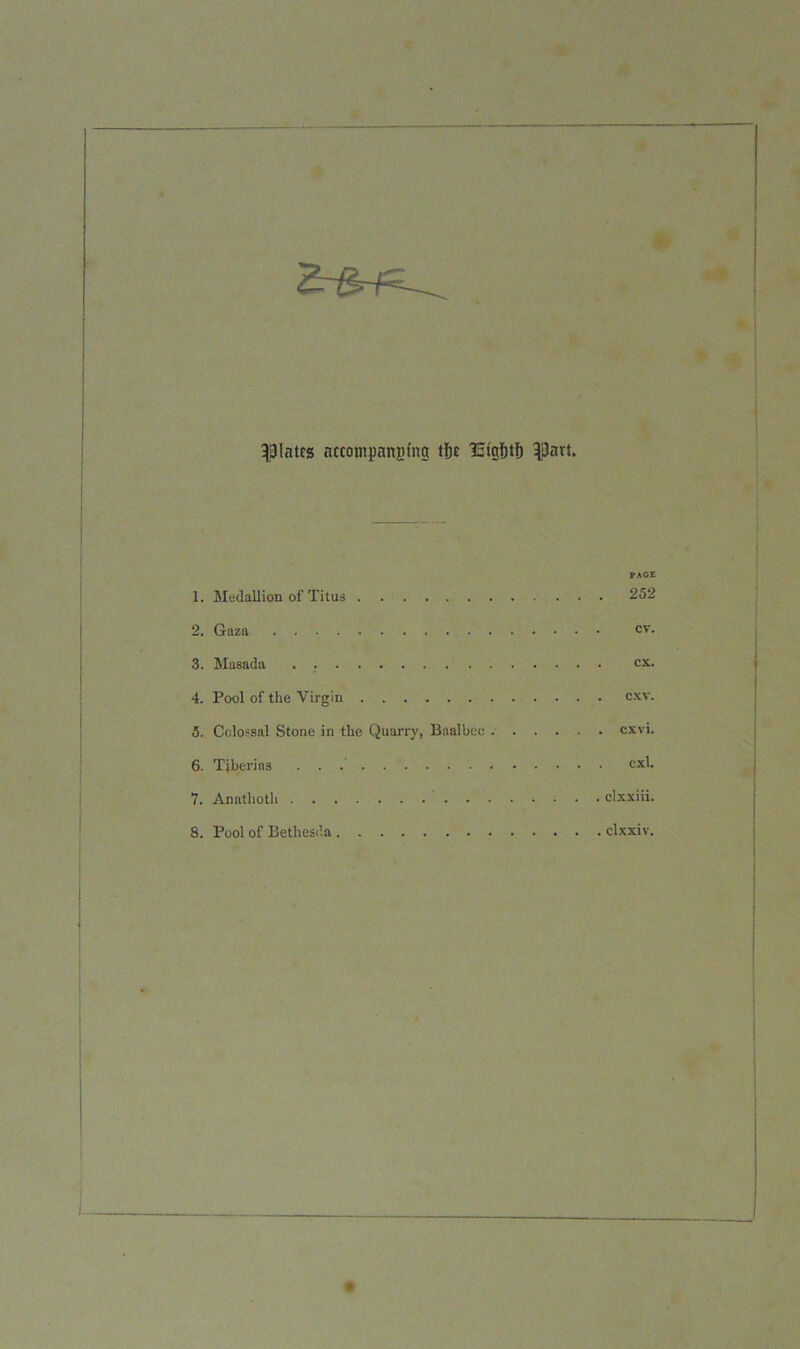 Plates accompanying the Eighth Part.
PAGE
1. Medallion of Titus . . . . . . . . . . . . 252
2. Gaza . . . . . . . . . . . . . . . . cv.
3. Masada . . . . . . . . . . . . . . . cx.
4. Pool of the Virgin . . . . . . . . . . . . cxv.
5. Colossal Stone in the Quarry, Baalbec . . . . . . cxvi.
6. Tiberias . . . . . . . . . . . . . . . cxl.
7. Anathoth . . . . . . . . . . . . . . . clxxiii.
8. Pool of Bethesda . . . . . . . . . . . . . clxxiv.